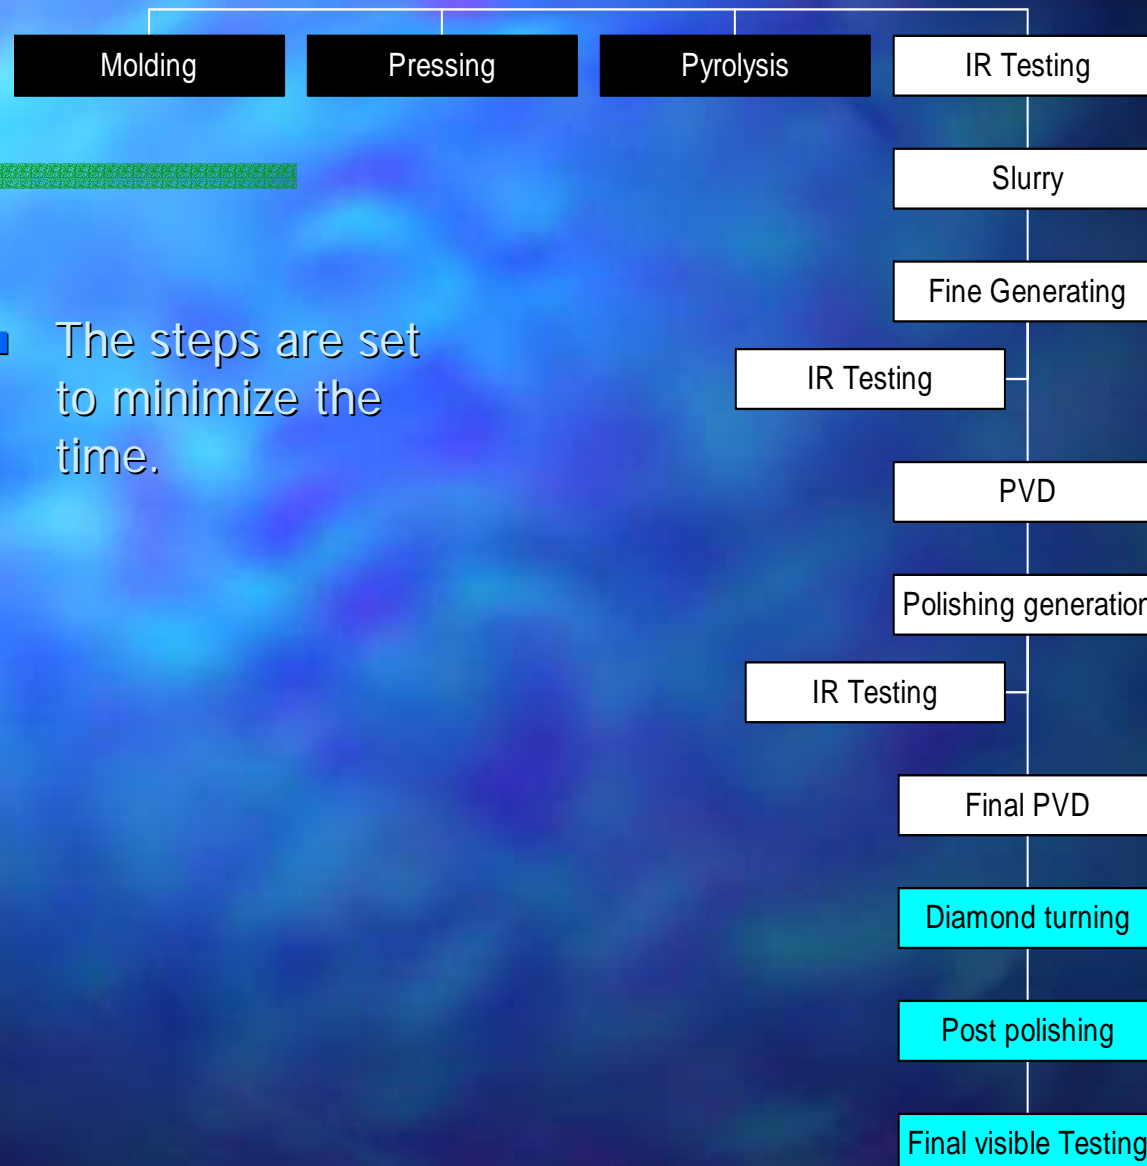 Molding
Pressing
Pyrolysis
IR Testing
Slurry
Fine Generating
The steps are set
to minimize the
time.
IR Testing
PVD
Polishing generation
IR Testing
Final PVD
Diamond turning
Post polishing
Final visible Testing